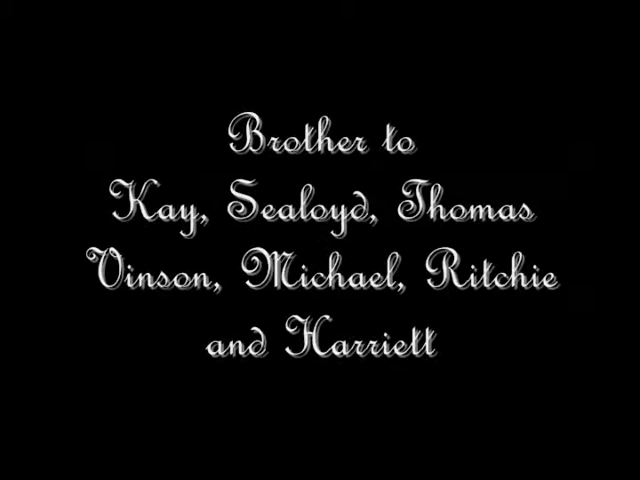 Brother to
Kay, Sealoyd, Thomas
Vinson, Michael, Ritchie
and Harriett